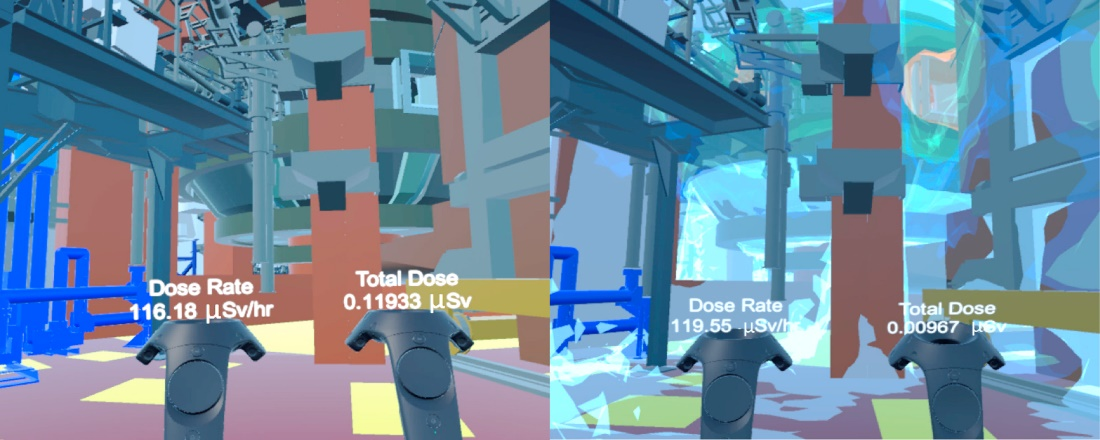 Dose Rate
116.18 μSv/hr
Total Dose
0.11933 μSv
Dose Rate
119.55 μSv/hr
Total Dose
0.00967 μSv